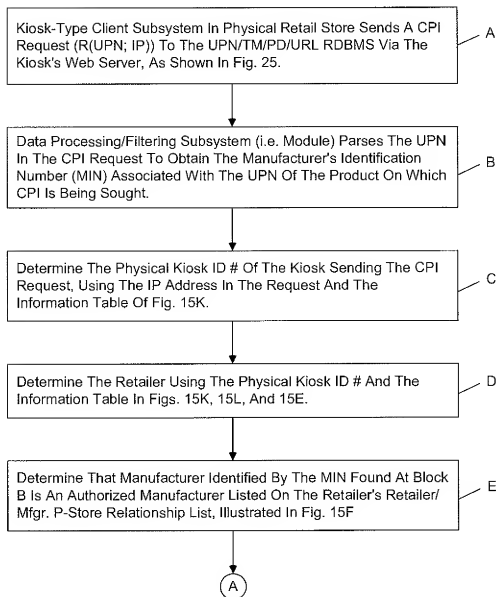 Kiosk-Type Client Subsystem In Physical Retail Store Sends A CPI
Request (R(UPN; IP)) To The UPN/TM/PD/URL RDBMS Via The
Kiosk's Web Server, As Shown In Fig. 25.
A
Data Processing/Filtering Subsystem (i.e. Module) Parses The UPN
In The CPI Request To Obtain The Manufacturer's Identification
Number (MIN) Associated With The UPN Of The Product On Which
CPI Is Being Sought.
B
Determine The Physical Kiosk ID # Of The Kiosk Sending The CPI
Request, Using The IP Address In The Request And The
Information Table Of Fig. 15K.
C
Determine The Retailer Using The Physical Kiosk ID # And The
Information Table In Figs. 15K, 15L, And 15E.
D
Determine That Manufacturer Identified By The MIN Found At Block
B Is An Authorized Manufacturer Listed On The Retailer's Retailer/
Mfgr. P-Store Relationship List, Illustrated In Fig. 15F
E
A